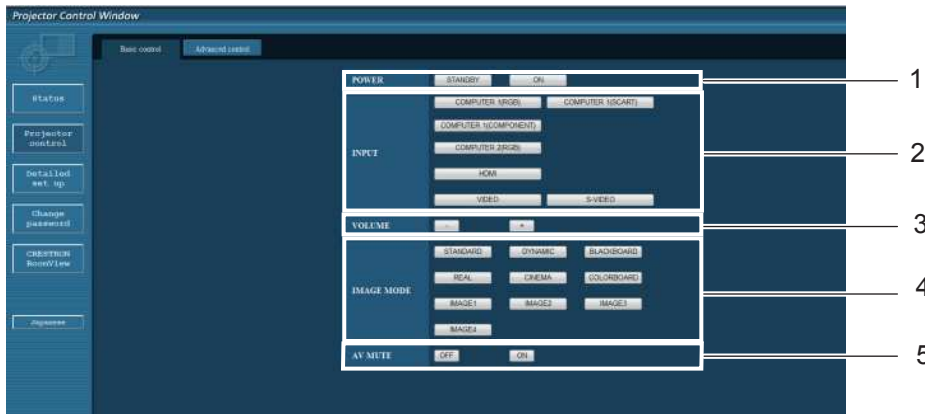 Projector Control Window
Basic control
Advanced control
Status
Projector
control
Detailed
set up
Change
password
CRESTRON
RoomView
Japanese
POWER
STANDBY
ON
1
INPUT
COMPUTER 1(RGB)
COMPUTER 1(SCART)
COMPUTER 1(COMPONENT)
COMPUTER 2(RGB)
HDMI
VIDEO
S-VIDEO
2
VOLUME
-
+
3
IMAGE MODE
STANDARD
DYNAMIC
BLACKBOARD
REAL
CINEMA
COLORBOARD
IMAGE1
IMAGE2
IMAGE3
IMAGE4
4
AV MUTE
OFF
ON
5